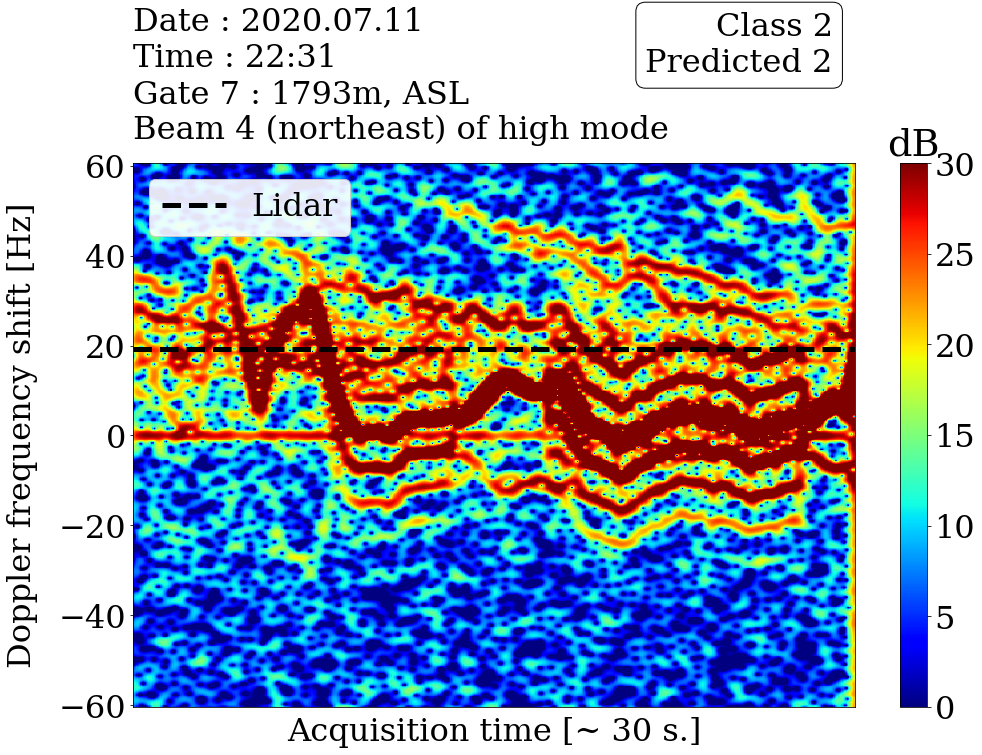 Date : 2020.07.11
Time : 22:31
Gate 7 : 1793m, ASL
Beam 4 (northeast) of high mode
Class 2
Predicted 2
dB
Lidar
Doppler frequency shift [Hz]
60
40
20
0
−20
−40
−60
30
25
20
15
10
5
0
Acquisition time [~ 30 s.]